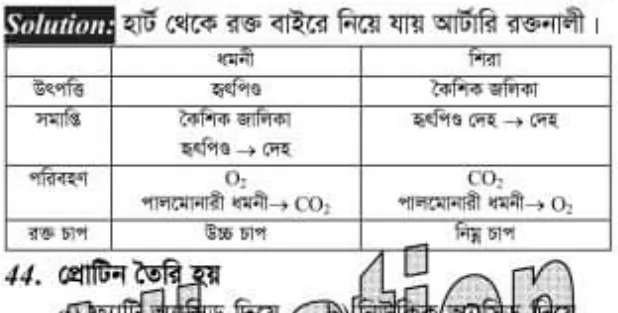 Solution: হার্ট থেকে রক্ত বাইরে নিয়ে যায় আর্টারি রক্তনালী।
ধমনী শিরা
উৎপত্তি হৃৎপিণ্ড কৈশিক জলিকা
সমাপ্তি কৈশিক জালিকা হৃৎপিণ্ড দেহ → দেহ
হৃৎপিণ্ড → দেহ
পরিবহণ O₂ CO₂
পালমোনারী ধমনী→ CO₂ পালমোনারী ধমনী→ O₂
রক্ত চাপ উচ্চ চাপ নিম্ন চাপ
44. প্রোটিন তৈরি হয়